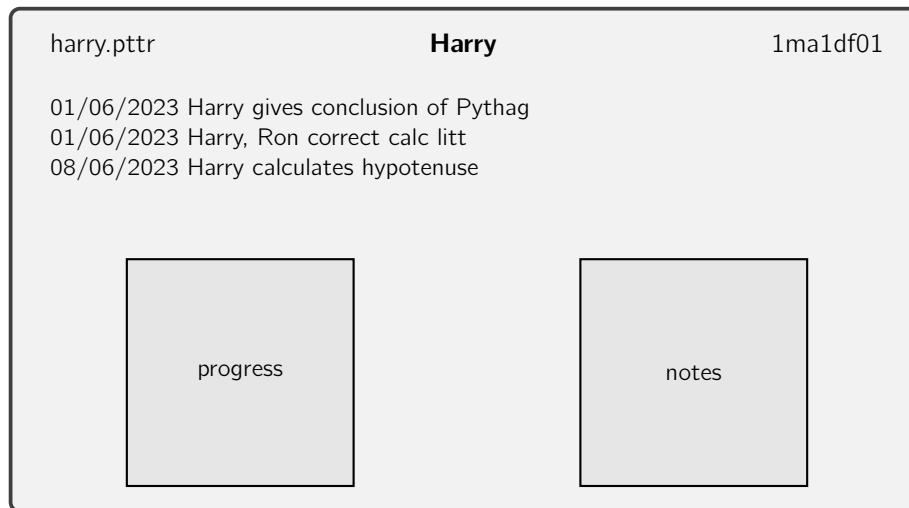 harry.pttr Harry 1ma1df01
01/06/2023 Harry gives conclusion of Pythag
01/06/2023 Harry, Ron correct calc litt
08/06/2023 Harry calculates hypotenuse
progress notes